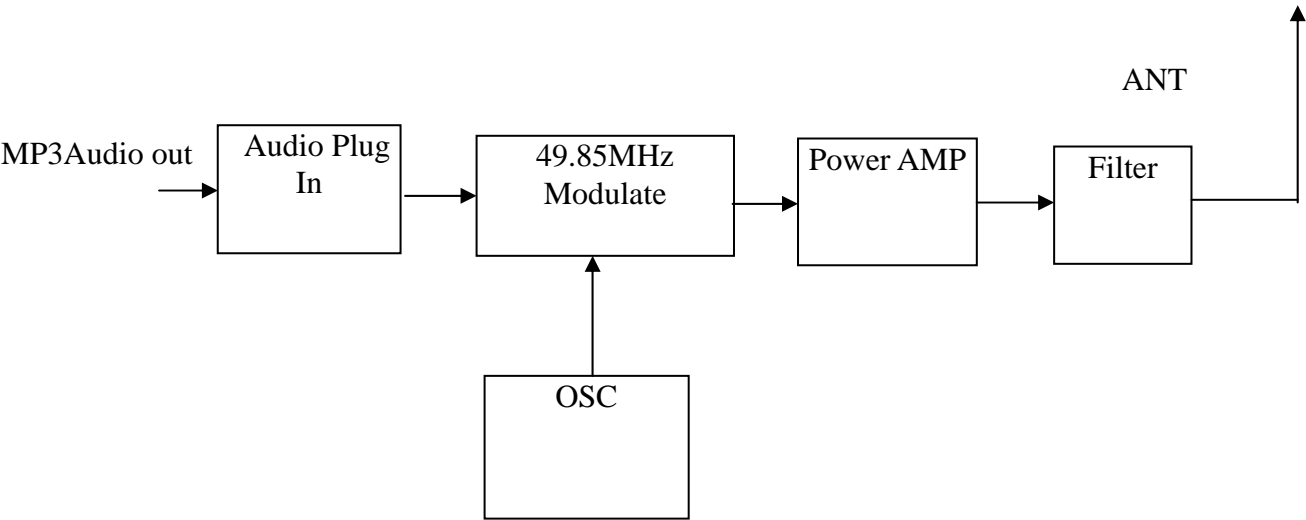 MP3Audio out
Audio Plug
In
49.85MHz
Modulate
Power AMP
Filter
ANT
OSC